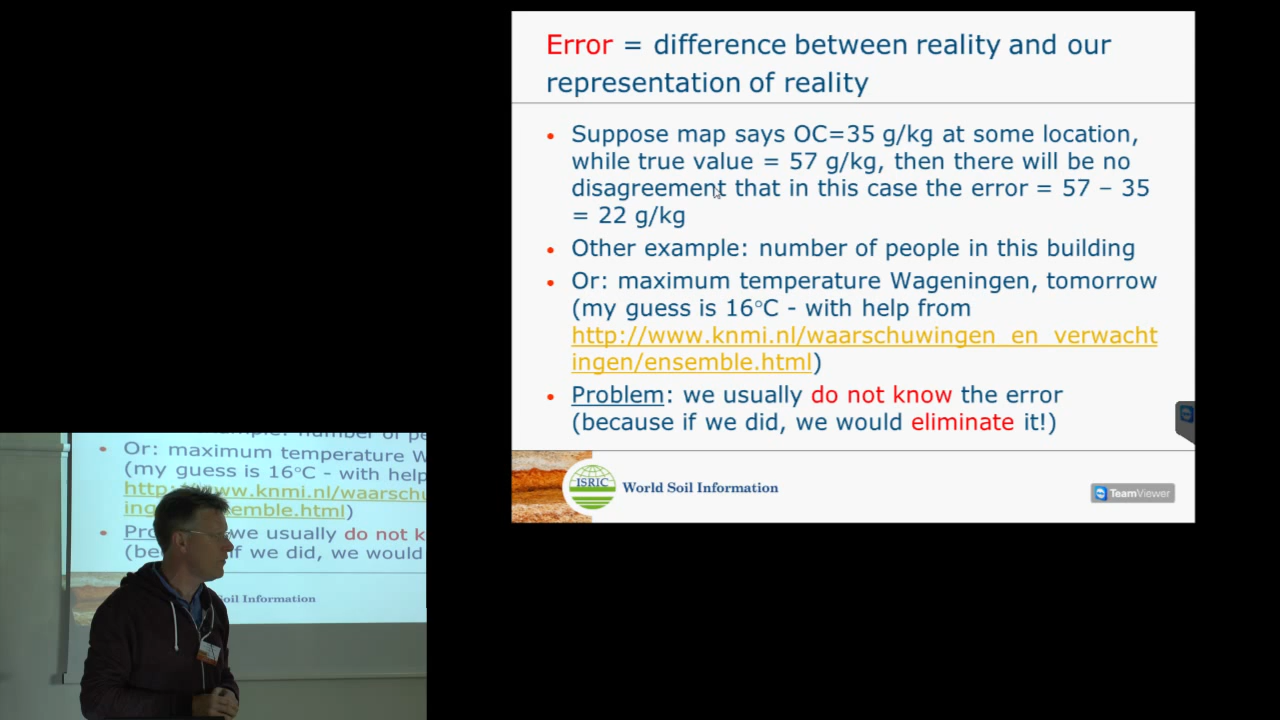 Error = difference between reality and our
representation of reality
• Suppose map says OC=35 g/kg at some location,
while true value = 57 g/kg, then there will be no
disagreement that in this case the error = 57 – 35
= 22 g/kg
• Other example: number of people in this building
• Or: maximum temperature Wageningen, tomorrow
(my guess is 16°C - with help from
http://www.knmi.nl/waarschuwingen_en_verwacht
ingen/ensemble.html)
• Problem: we usually do not know the error
(because if we did, we would eliminate it!)
ISRIC World Soil Information
TeamViewer
• Or: maximum temperature W
(my guess is 16°C - with help
http: www.knmi.nl/waarschu
ing emble.html)
• Pro we usually do not k
(be if we did, we would
oil Information